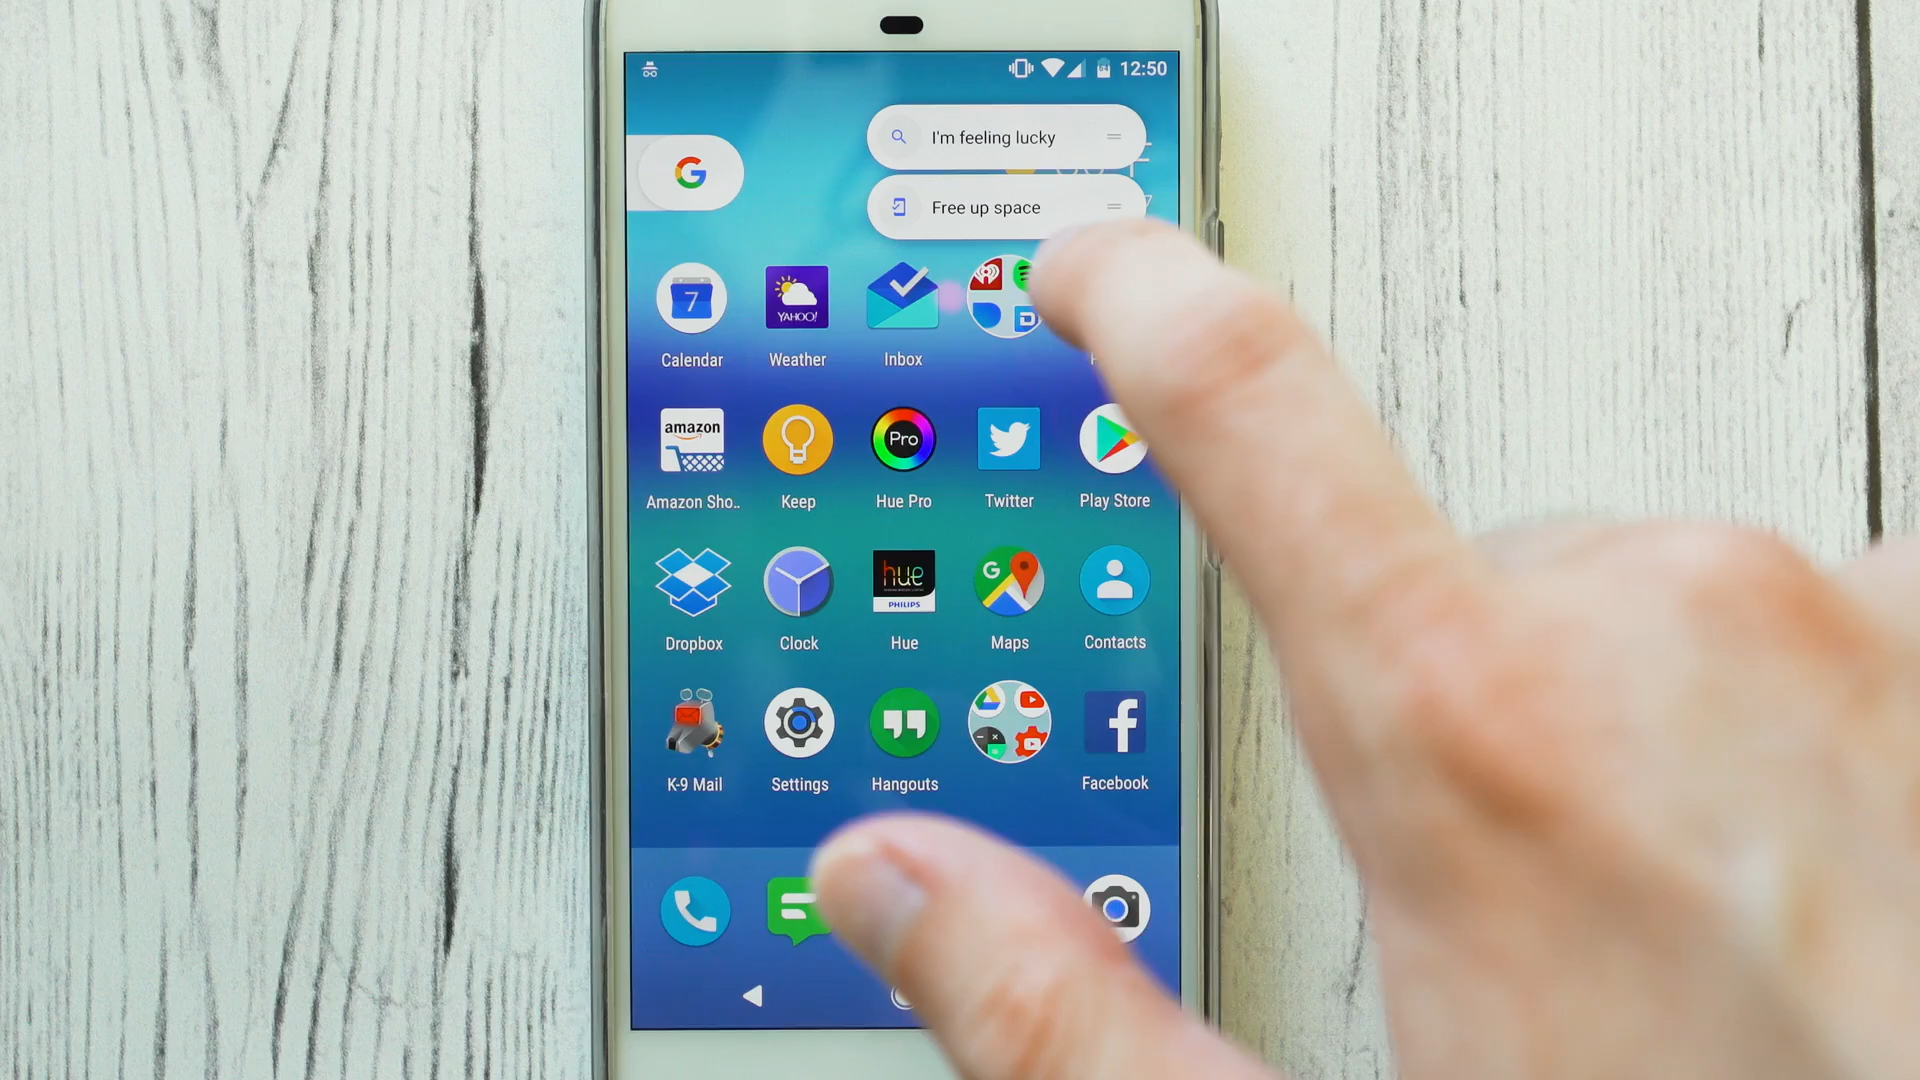 12:50
I'm feeling lucky
G
Free up space
7
YAHOO!
Calendar
Weather
Inbox
amazon
Pro
Amazon Sho..
Keep
Hue Pro
Twitter
Play Store
hue
PHILIPS
G
Dropbox
Clock
Hue
Maps
Contacts
f
K-9 Mail
Settings
Hangouts
Facebook